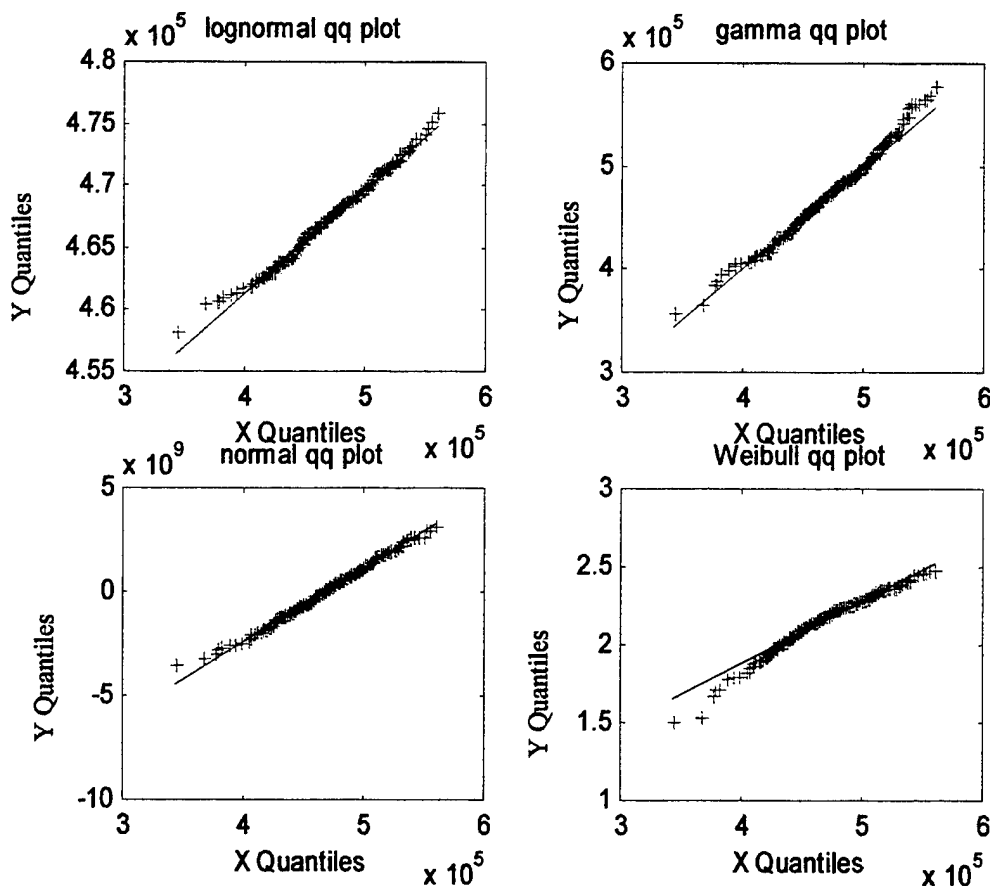 x 10^5 lognormal qq plot
4.8
4.75
4.7
4.65
4.6
4.55
3 4 5 6
Y Quantiles
X Quantiles
x 10^5
gamma qq plot
x 10^5
6
5
4
3
3 4 5 6
Y Quantiles
X Quantiles
x 10^5
normal qq plot
x 10^9
5
0
-5
-10
3 4 5 6
Y Quantiles
X Quantiles
x 10^5
Weibull qq plot
3
2.5
2
1.5
1
3 4 5 6
Y Quantiles
X Quantiles
x 10^5